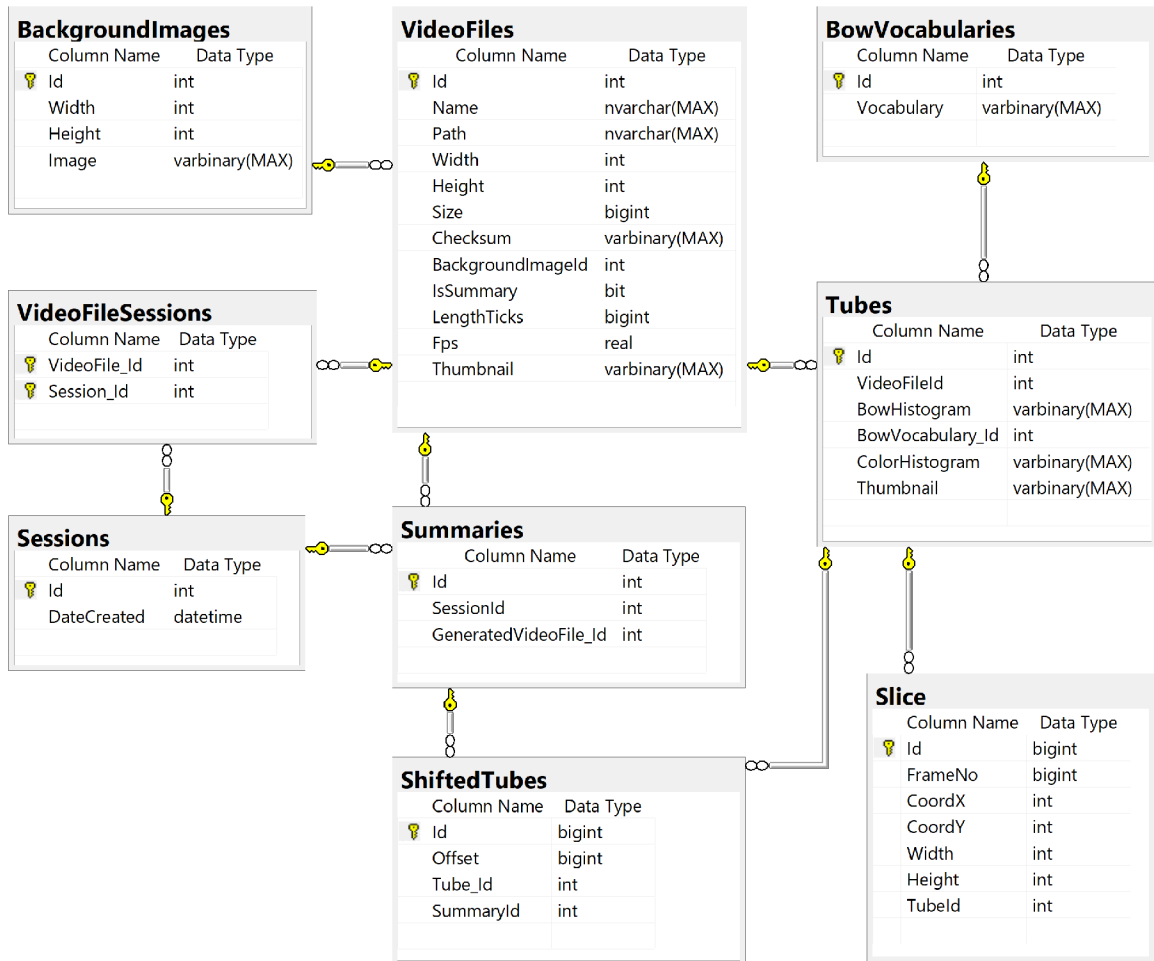 BackgroundImages
Column Name Data Type
Id int
Width int
Height int
Image varbinary(MAX)
VideoFiles
Column Name Data Type
Id int
Name nvarchar(MAX)
Path nvarchar(MAX)
Width int
Height int
Size bigint
Checksum varbinary(MAX)
BackgroundImageId int
IsSummary bit
LengthTicks bigint
Fps real
Thumbnail varbinary(MAX)
BowVocabularies
Column Name Data Type
Id int
Vocabulary varbinary(MAX)
VideoFileSessions
Column Name Data Type
VideoFile_Id int
Session_Id int
Tubes
Column Name Data Type
Id int
VideoFileId int
BowHistogram varbinary(MAX)
BowVocabulary_Id int
ColorHistogram varbinary(MAX)
Thumbnail varbinary(MAX)
Sessions
Column Name Data Type
Id int
DateCreated datetime
Summaries
Column Name Data Type
Id int
SessionId int
GeneratedVideoFile_Id int
ShiftedTubes
Column Name Data Type
Id bigint
Offset bigint
Tube_Id int
SummaryId int
Slice
Column Name Data Type
Id bigint
FrameNo bigint
CoordX int
CoordY int
Width int
Height int
TubeId int